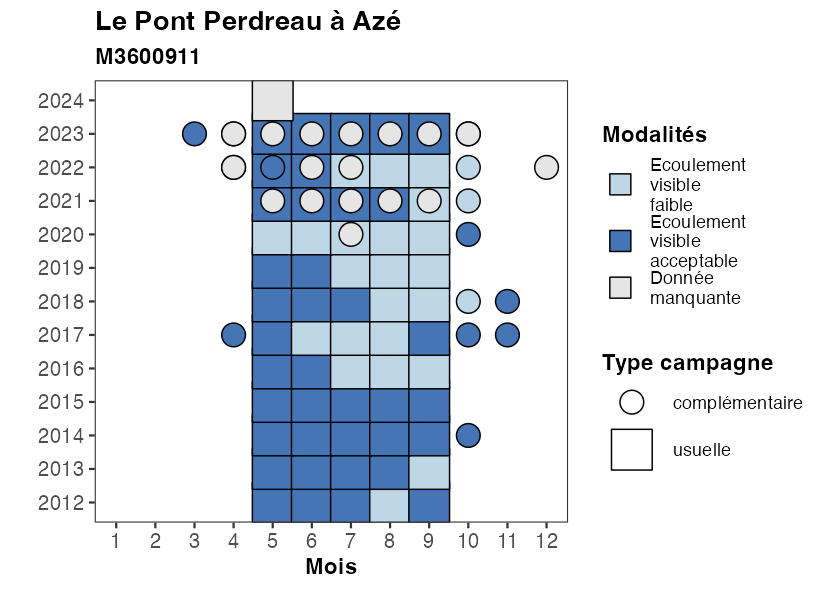 Le Pont Perdreau à Azé
M3600911
2024
2023
2022
2021
2020
2019
2018
2017
2016
2015
2014
2013
2012
1 2 3 4 5 6 7 8 9 10 11 12
Mois
Modalités
Ecoulement
visible
faible
Ecoulement
visible
acceptable
Donnée
manquante
Type campagne
complémentaire
usuelle